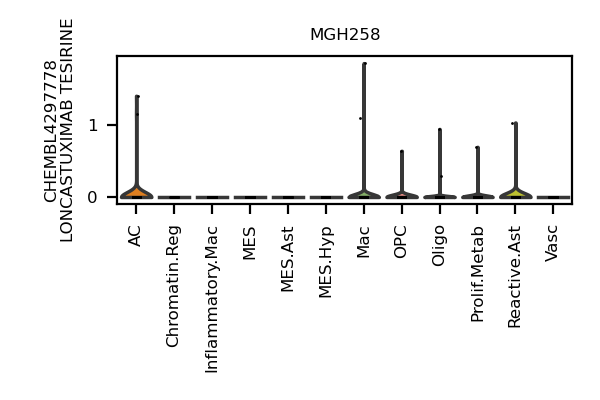 MGH258
CHEMBL4297778
LONCASTUXIMAB TESIRINE
1
0
AC
Chromatin.Reg
Inflammatory.Mac
MES
MES.Ast
MES.Hyp
Mac
OPC
Oligo
Prolif.Metab
Reactive.Ast
Vasc